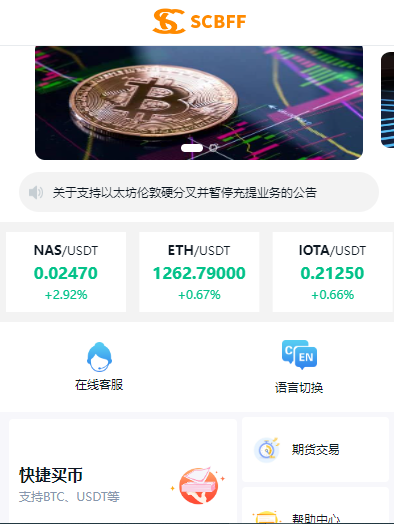 SCBFF
关于支持以太坊伦敦硬分叉并暂停充提业务的公告
NAS/USDT
0.02470
+2.92%
ETH/USDT
1262.79000
+0.67%
IOTA/USDT
0.21250
+0.66%
在线客服
C EN
语言切换
快捷买币
支持BTC、USDT等
期货交易
帮助中心